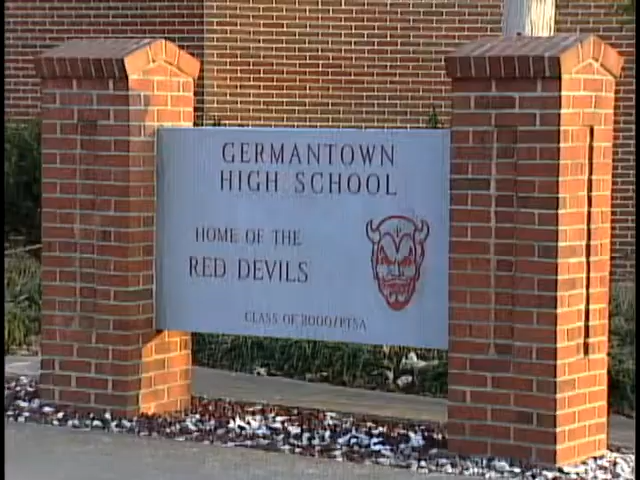 GERMANTOWN
HIGH SCHOOL
HOME OF THE
RED DEVILS
CLASS OF 2000/PTSA